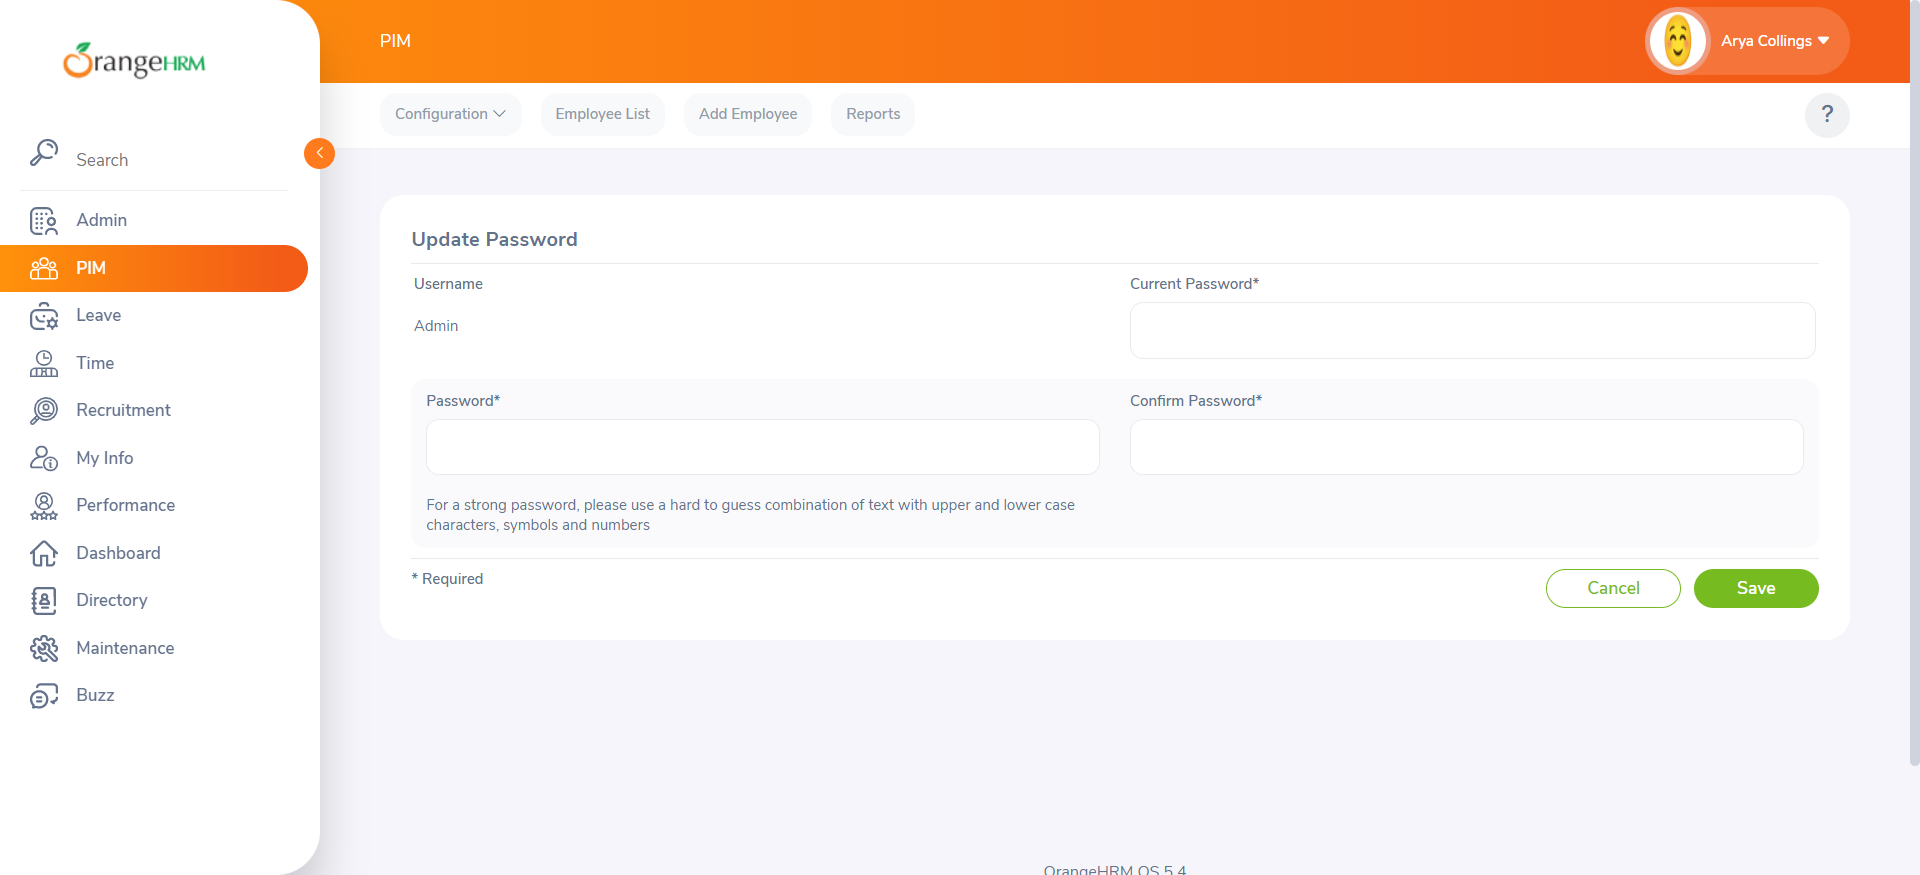 OrangeHRM
Search
Admin
PIM
Leave
Time
Recruitment
My Info
Performance
Dashboard
Directory
Maintenance
Buzz
PIM
Arya Collings
Configuration
Employee List
Add Employee
Reports
?
Update Password
Username
Current Password*
Admin
Password*
Confirm Password*
For a strong password, please use a hard to guess combination of text with upper and lower case
characters, symbols and numbers
* Required
Cancel
Save
OrangeHRM OS 5.4